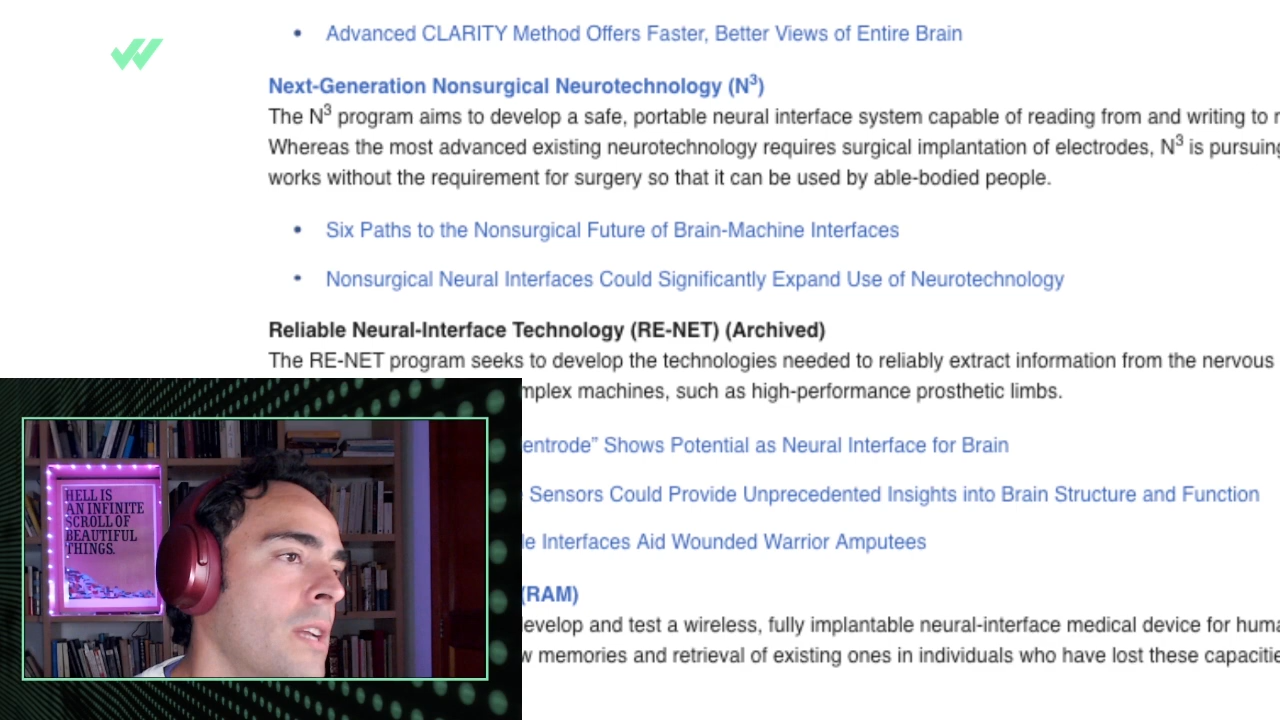 • Advanced CLARITY Method Offers Faster, Better Views of Entire Brain
Next-Generation Nonsurgical Neurotechnology (N³)
The N³ program aims to develop a safe, portable neural interface system capable of reading from and writing to
Whereas the most advanced existing neurotechnology requires surgical implantation of electrodes, N³ is pursuing
works without the requirement for surgery so that it can be used by able-bodied people.
• Six Paths to the Nonsurgical Future of Brain-Machine Interfaces
• Nonsurgical Neural Interfaces Could Significantly Expand Use of Neurotechnology
Reliable Neural-Interface Technology (RE-NET) (Archived)
The RE-NET program seeks to develop the technologies needed to reliably extract information from the nervous
mplex machines, such as high-performance prosthetic limbs.
entrode” Shows Potential as Neural Interface for Brain
Sensors Could Provide Unprecedented Insights into Brain Structure and Function
le Interfaces Aid Wounded Warrior Amputees
(RAM)
evelop and test a wireless, fully implantable neural-interface medical device for huma
w memories and retrieval of existing ones in individuals who have lost these capacitie
HELL IS
AN INFINITE
SCROLL OF
BEAUTIFUL
THINGS.